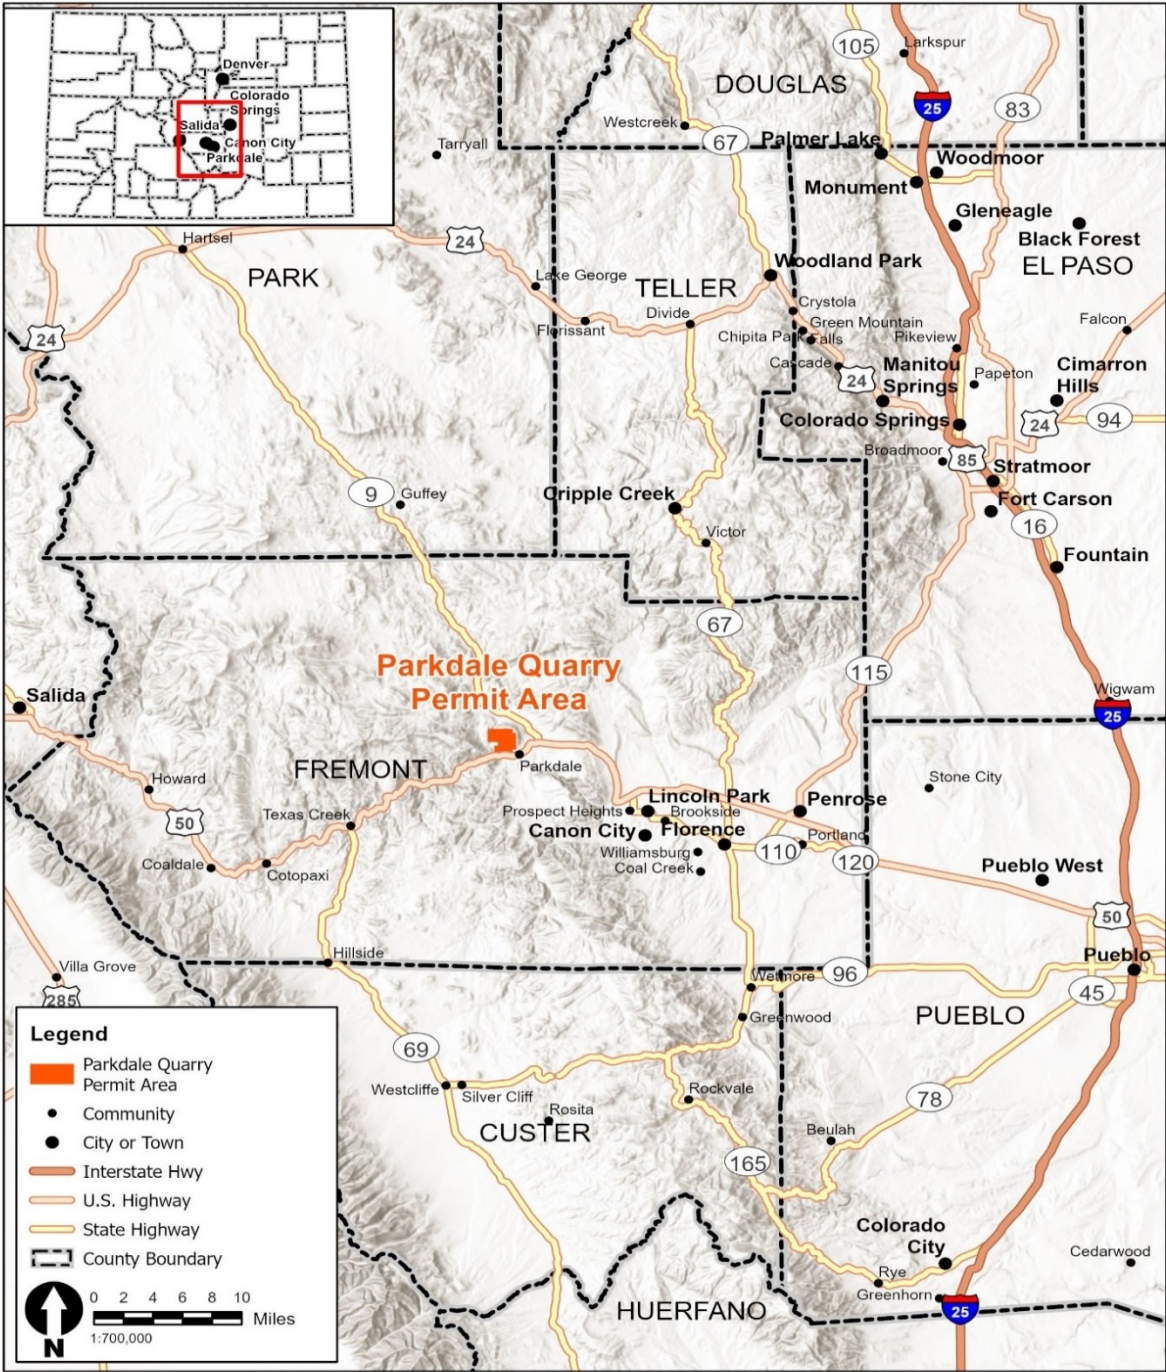 Denver
Colorado
Springs
Salida
Canon City
Parkdale
105
Larkspur
DOUGLAS
25
83
Westcreek
67
Palmer Lake
Tarryall
Woodmoor
Monument
Gleneagle
Black Forest
EL PASO
Hartsel
24
PARK
Woodland Park
Lake George
TELLER
Crystola
Florissant
Divide
Green Mountain
Falls
Chipita Park
Pikeview
Falcon
24
Cascade
24
Manitou
Springs
Papeton
Cimarron
Hills
Colorado Springs
24
94
Broadmoor
85
Stratmoor
9
Guffey
Cripple Creek
Fort Carson
16
Victor
Fountain
67
Parkdale Quarry
Permit Area
115
Salida
Wigwam
25
Parkdale
FREMONT
Howard
Stone City
Lincoln Park
Penrose
Prospect Heights
Brookside
50
Texas Creek
Canon City
Florence
Portland
Williamsburg
110
120
Coal Creek
Coaldale
Cotopaxi
Pueblo West
50
Hillside
Pueblo
Villa Grove
Wetmore
96
285
45
Greenwood
PUEBLO
69
Westcliffe
Silver Cliff
Rockvale
78
Rosita
CUSTER
Beulah
165
Colorado
City
Cedarwood
Rye
Greenhorn
25
HUERFANO
Legend
Parkdale Quarry
Permit Area
Community
City or Town
Interstate Hwy
U.S. Highway
State Highway
County Boundary
N
0 2 4 6 8 10
Miles
1:700,000